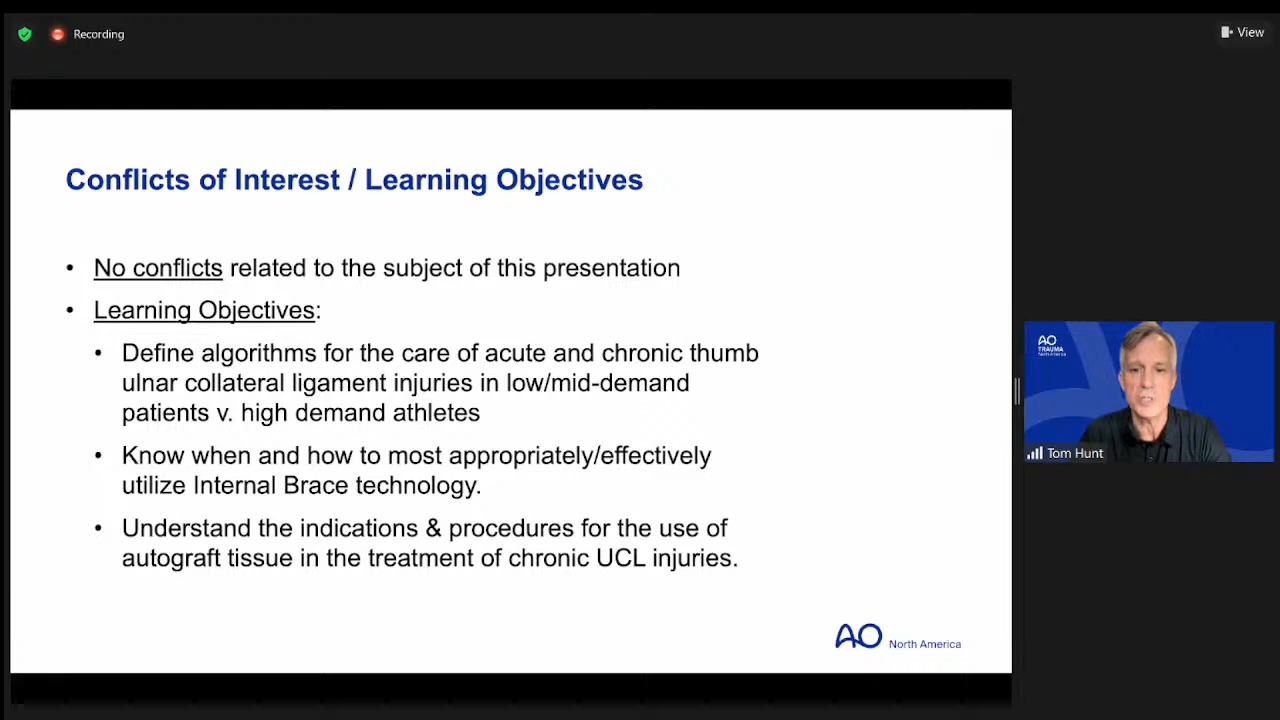 Recording
View
Conflicts of Interest / Learning Objectives
• No conflicts related to the subject of this presentation
• Learning Objectives:
• Define algorithms for the care of acute and chronic thumb
ulnar collateral ligament injuries in low/mid-demand
patients v. high demand athletes
• Know when and how to most appropriately/effectively
utilize Internal Brace technology.
• Understand the indications & procedures for the use of
autograft tissue in the treatment of chronic UCL injuries.
AO North America
AO
TRAUMA
North America
Tom Hunt